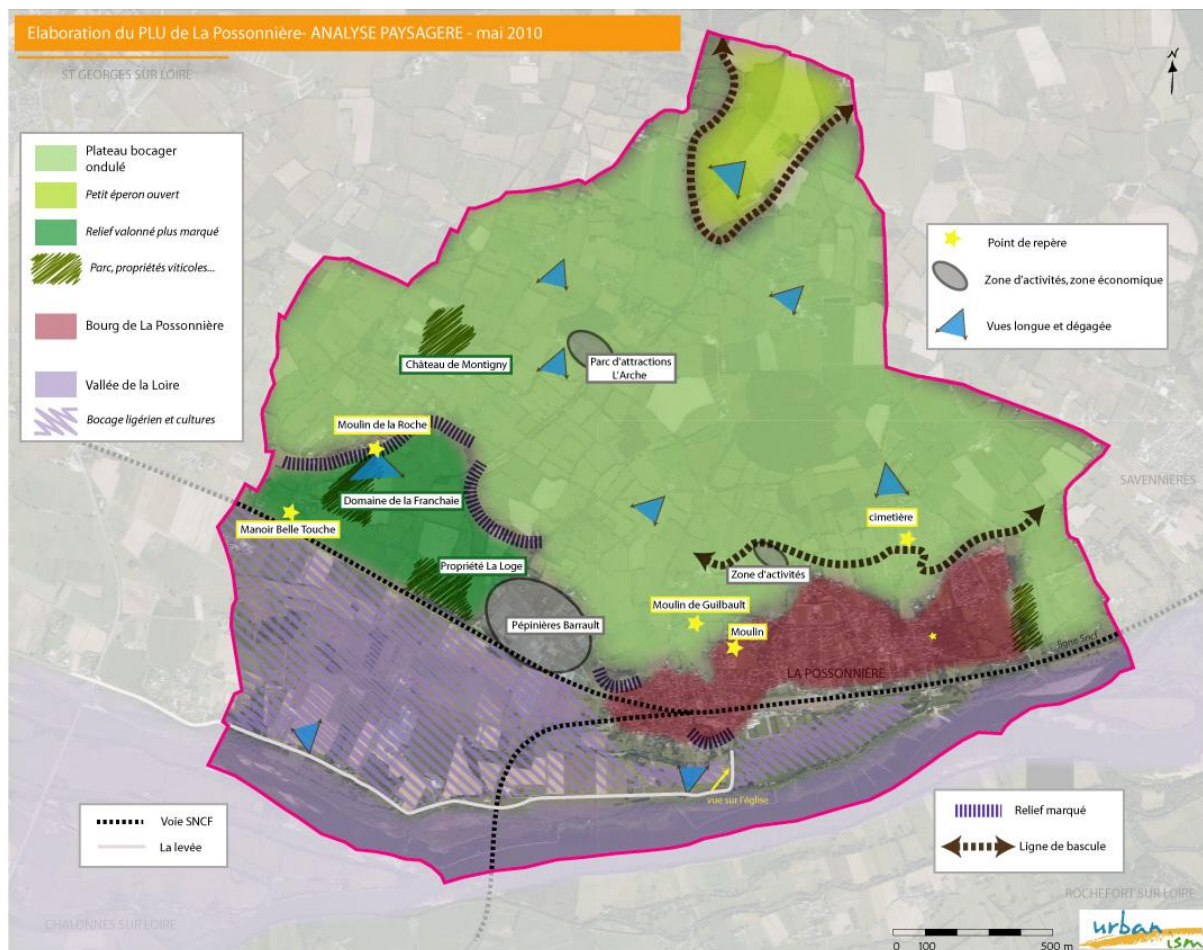 Elaboration du PLU de La Possonnière- ANALYSE PAYSAGERE - mai 2010
ST GEORGES SUR LOIRE
N
Plateau bocager
ondulé
Petit éperon ouvert
Relief valonné plus marqué
Parc, propriétés viticoles...
Bourg de La Possonnière
Vallée de la Loire
Bocage ligérien et cultures
Point de repère
Zone d'activités, zone économique
Vues longue et dégagée
Château de Montigny
Parc d'attractions
L'Arche
Moulin de la Roche
Domaine de la Franchaie
Manoir Belle Touche
SAVENNIÈRES
cimetière
Propriété La Loge
Zone d'activités
Pépinières Barrault
Moulin de Guilbault
Moulin
ligne Sncf
LA POSSONNIÈRE
vue sur l'église
Voie SNCF
La levée
Relief marqué
Ligne de bascule
CHALONNES SUR LOIRE
ROCHEFORT SUR LOIRE
0 100 500 m
urban
ism